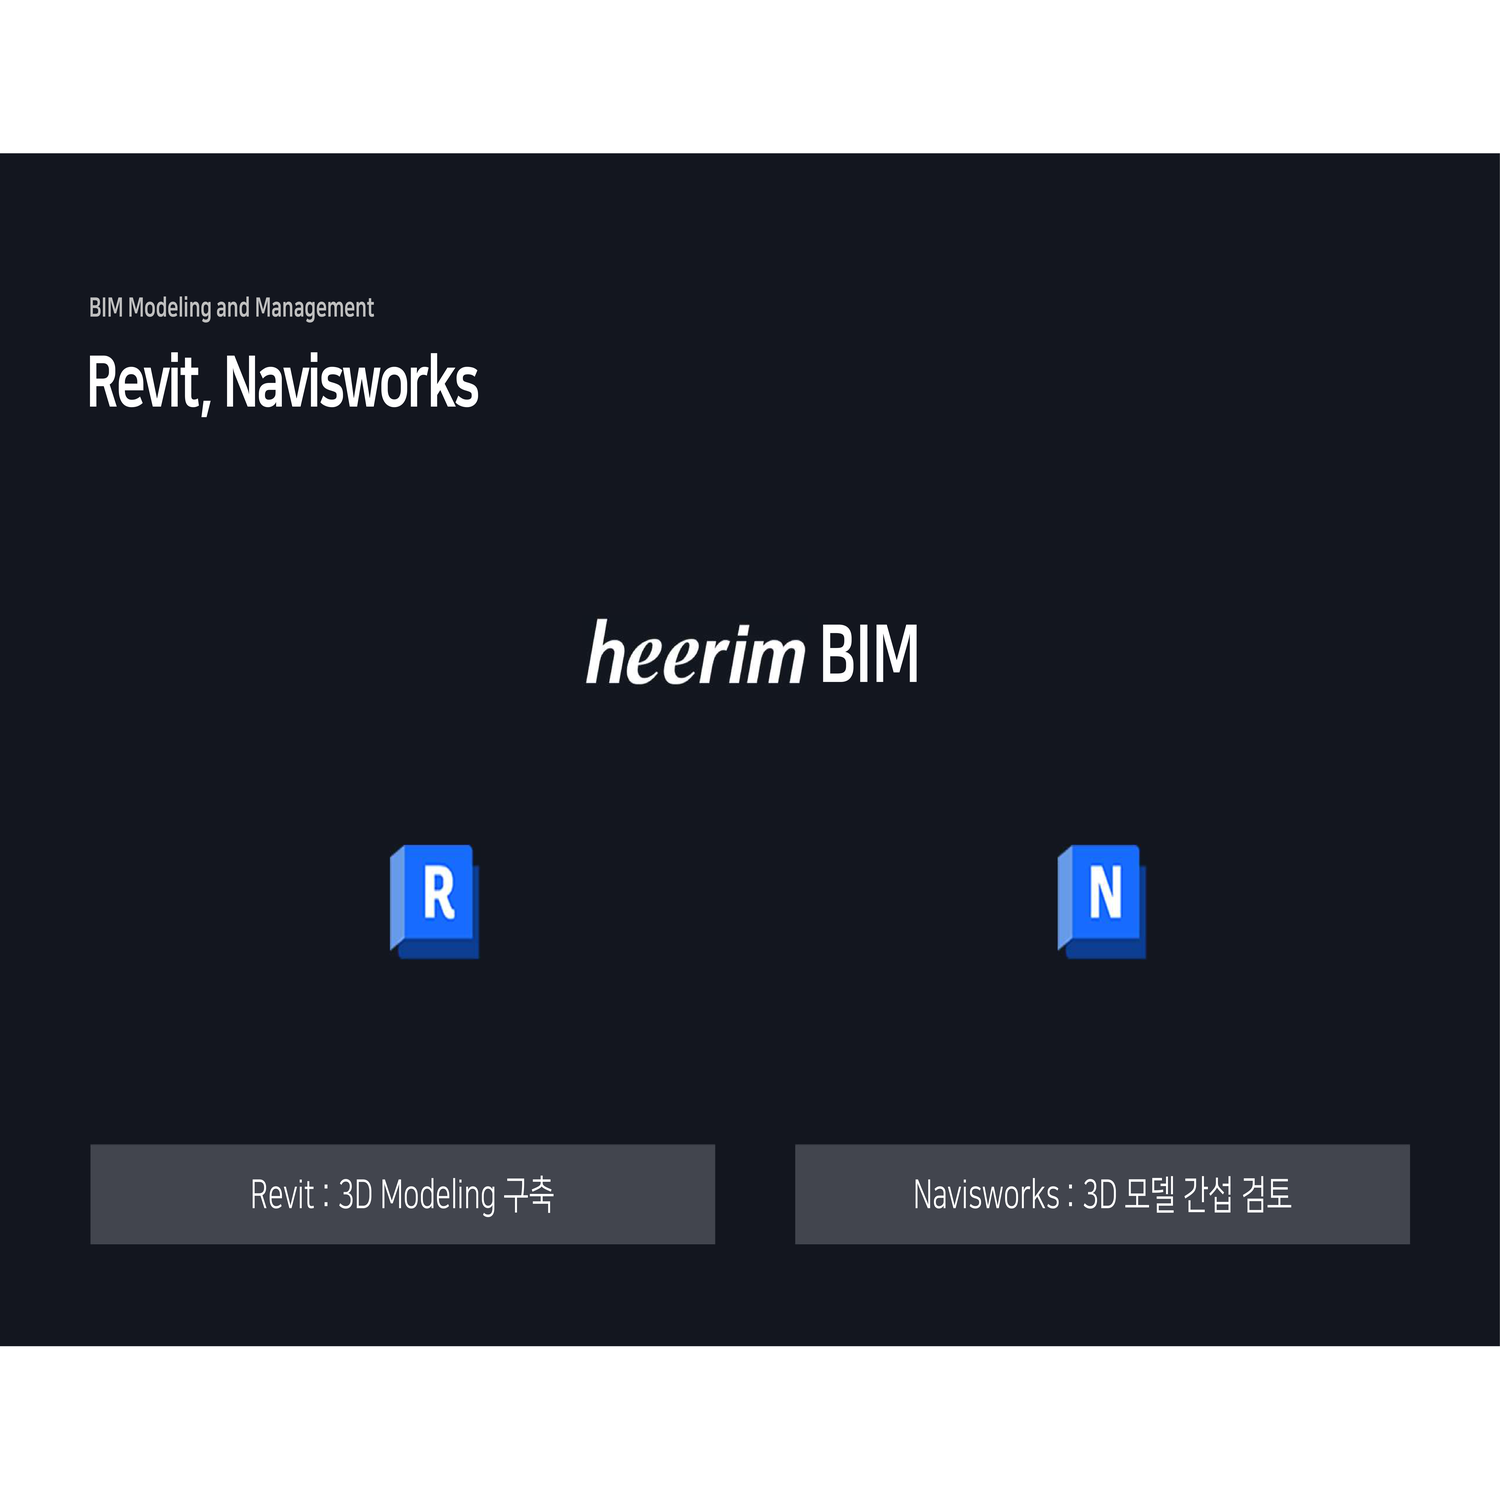 BIM Modeling and Management
Revit, Navisworks
heerim BIM
R
N
Revit : 3D Modeling 구축
Navisworks : 3D 모델 간섭 검토